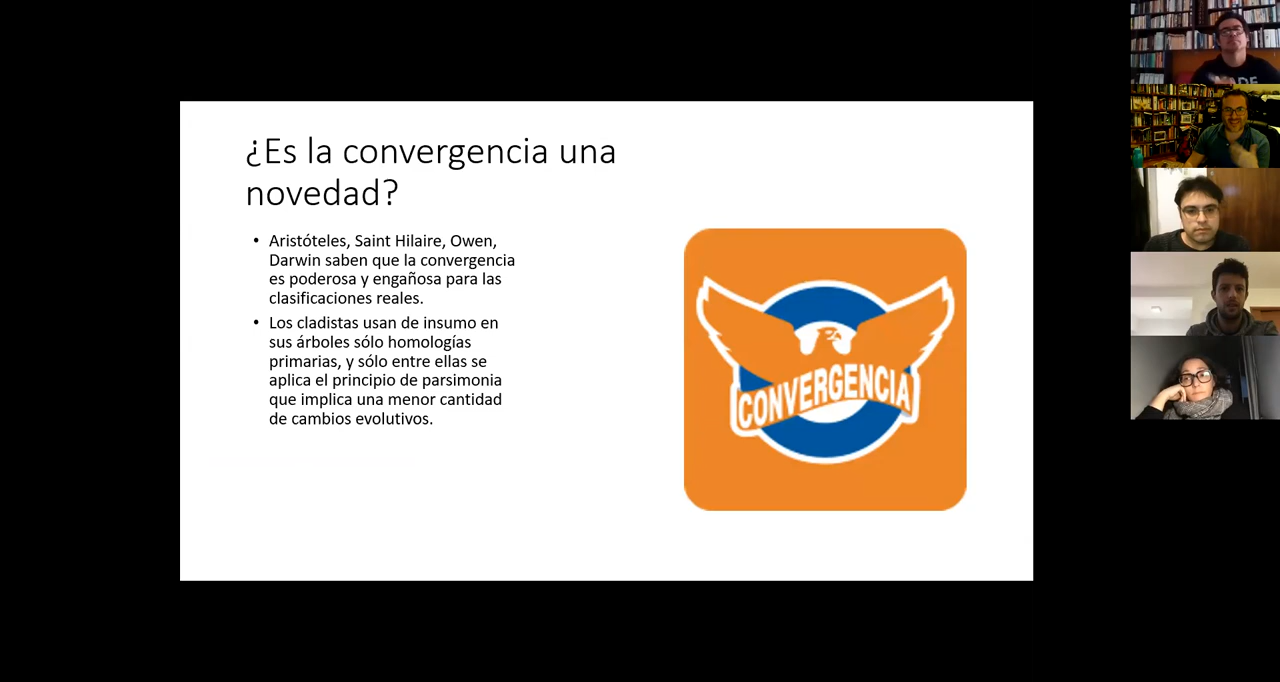 ¿Es la convergencia una
novedad?
• Aristóteles, Saint Hilaire, Owen,
Darwin saben que la convergencia
es poderosa y engañosa para las
clasificaciones reales.
• Los cladistas usan de insumo en
sus árboles sólo homologías
primarias, y sólo entre ellas se
aplica el principio de parsimonia
que implica una menor cantidad
de cambios evolutivos.
CONVERGENCIA